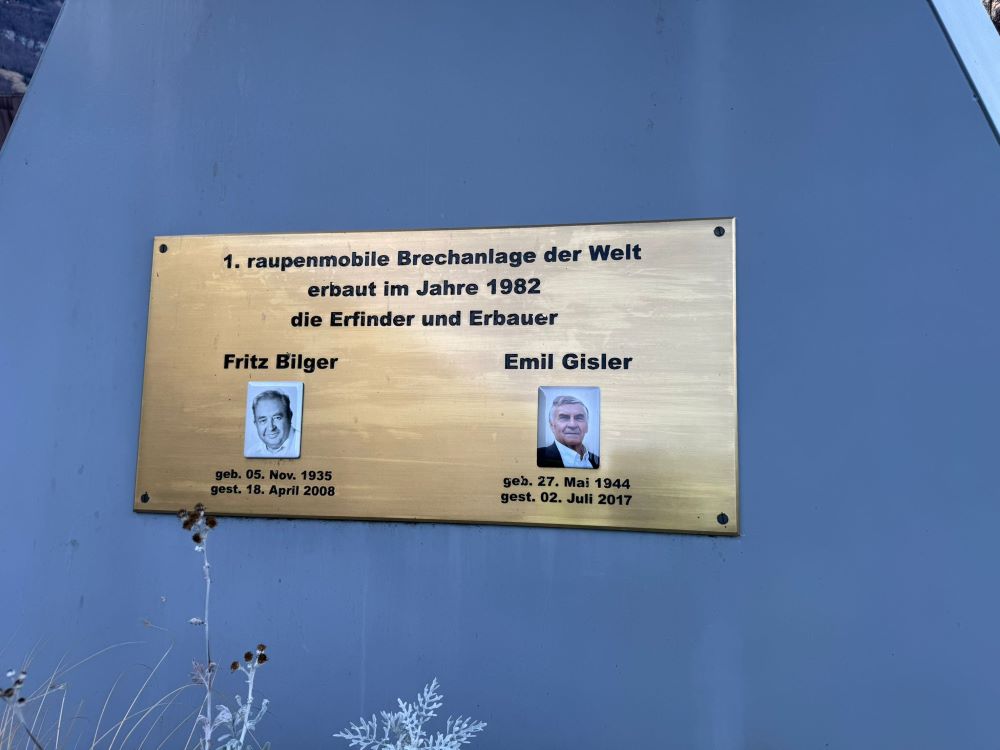 1. raupenmobile Brechanlage der Welt
erbaut im Jahre 1982
die Erfinder und Erbauer
Fritz Bilger
geb. 05. Nov. 1935
gest. 18. April 2008
Emil Gisler
geb. 27. Mai 1944
gest. 02. Juli 2017